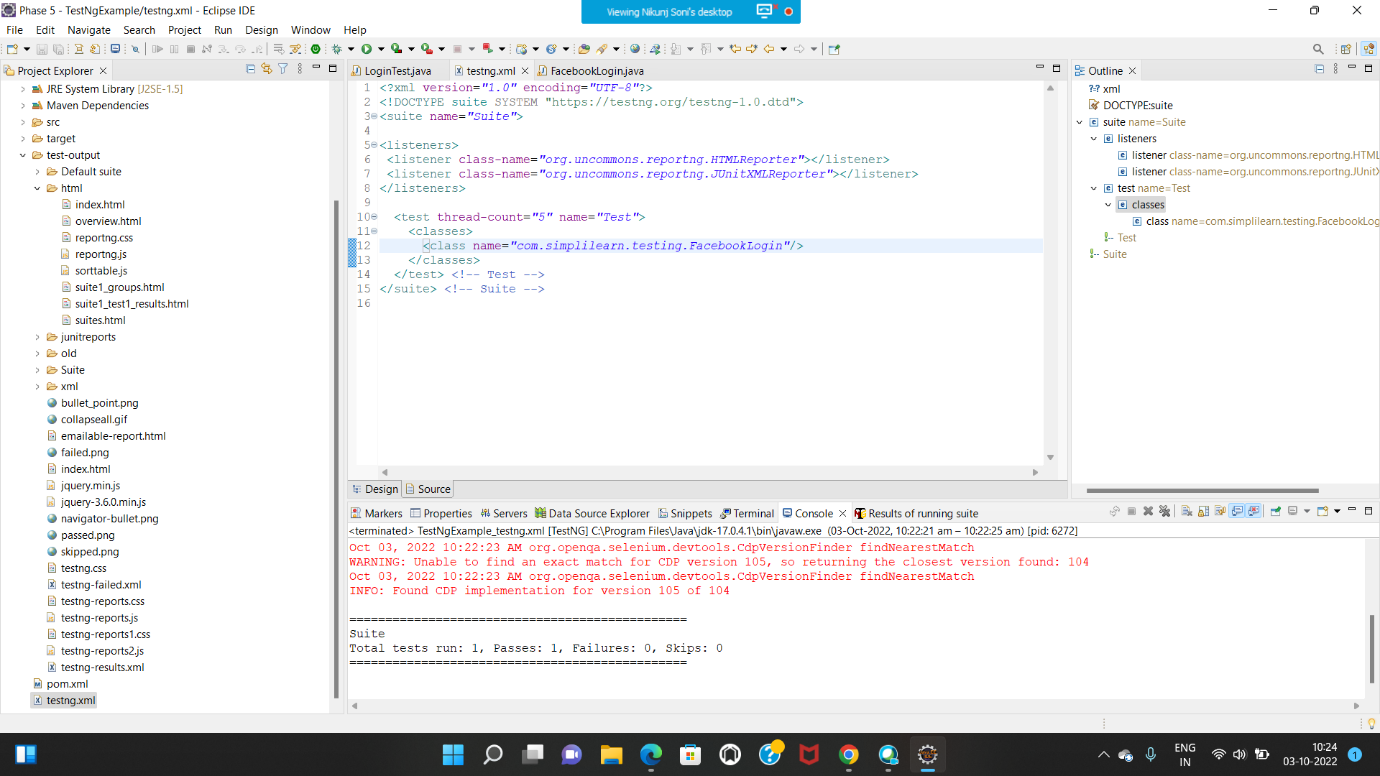 Phase 5 - TestNgExample/testng.xml - Eclipse IDE
Viewing Nikunj Soni's desktop
File Edit Navigate Search Project Run Design Window Help
Project Explorer
JRE System Library [J2SE-1.5]
Maven Dependencies
src
target
test-output
Default suite
html
index.html
overview.html
reportng.css
reportng.js
sorttable.js
suite1_groups.html
suite1_test1_results.html
suites.html
junitreports
old
Suite
xml
bullet_point.png
collapseall.gif
emailable-report.html
failed.png
index.html
jquery.min.js
jquery-3.6.0.min.js
navigator-bullet.png
passed.png
skipped.png
testng.css
testng-failed.xml
testng-reports.css
testng-reports.js
testng-reports1.css
testng-reports2.js
testng-results.xml
pom.xml
testng.xml
LoginTest.java testng.xml FacebookLogin.java
1 <?xml version="1.0" encoding="UTF-8"?>
2 <!DOCTYPE suite SYSTEM "https://testng.org/testng-1.0.dtd">
3 <suite name="Suite">
4
5 <listeners>
6 <listener class-name="org.uncommons.reportng.HTMLReporter"></listener>
7 <listener class-name="org.uncommons.reportng.JUnitXMLReporter"></listener>
8 </listeners>
9
10 <test thread-count="5" name="Test">
11 <classes>
12 <class name="com.simplilearn.testing.FacebookLogin"/>
13 </classes>
14 </test> <!-- Test -->
15 </suite> <!-- Suite -->
16
Design Source
Outline
xml
DOCTYPE:suite
suite name=Suite
listeners
listener class-name=org.uncommons.reportng.HTML
listener class-name=org.uncommons.reportng.JUnitX
test name=Test
classes
class name=com.simplilearn.testing.FacebookLog
Test
Suite
Markers Properties Servers Data Source Explorer Snippets Terminal Console Results of running suite
<terminated> TestNgExample_testng.xml [TestNG] C:\Program Files\Java\jdk-17.0.4.1\bin\javaw.exe (03-Oct-2022, 10:22:21 am – 10:22:25 am) [pid: 6272]
Oct 03, 2022 10:22:23 AM org.openqa.selenium.devtools.CdpVersionFinder findNearestMatch
WARNING: Unable to find an exact match for CDP version 105, so returning the closest version found: 104
Oct 03, 2022 10:22:23 AM org.openqa.selenium.devtools.CdpVersionFinder findNearestMatch
INFO: Found CDP implementation for version 105 of 104
===============================================
Suite
Total tests run: 1, Passes: 1, Failures: 0, Skips: 0
===============================================
ENG
IN
10:24
03-10-2022
1